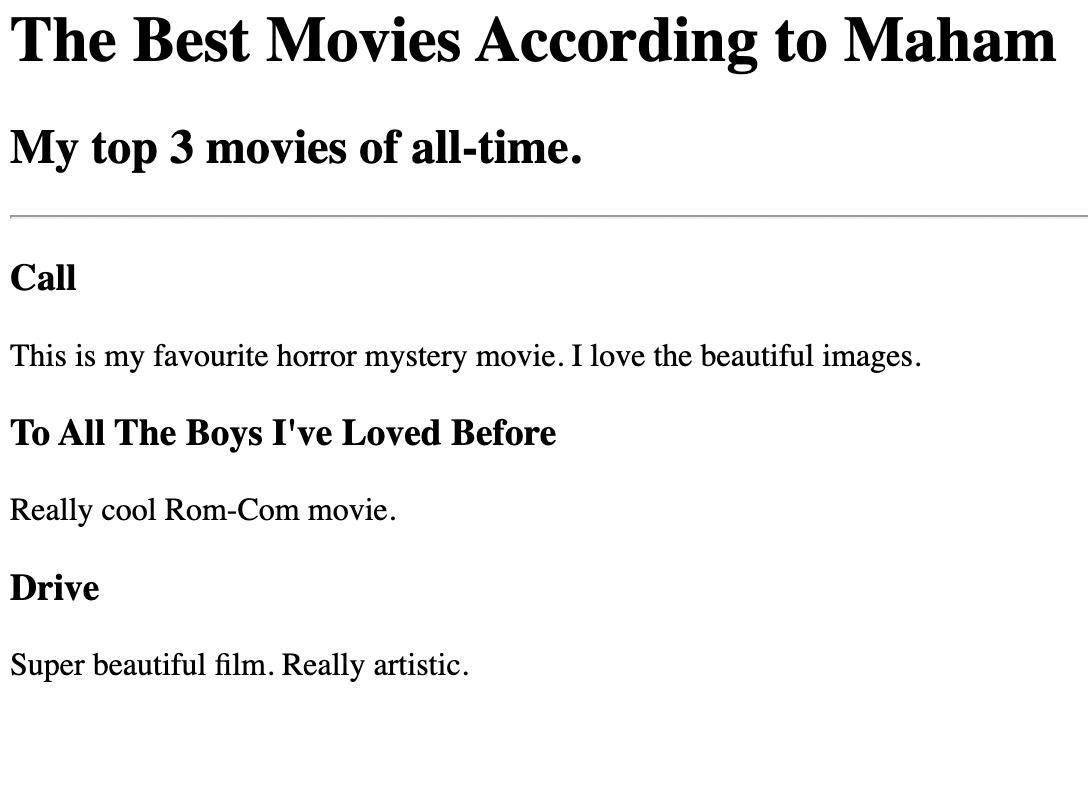 The Best Movies According to Maham
My top 3 movies of all-time.
Call
This is my favourite horror mystery movie. I love the beautiful images.
To All The Boys I've Loved Before
Really cool Rom-Com movie.
Drive
Super beautiful film. Really artistic.